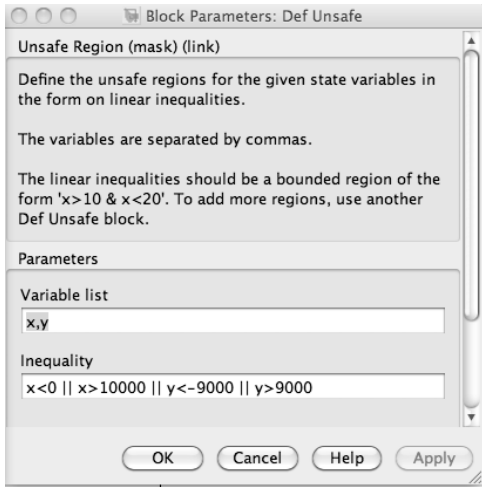 Block Parameters: Def Unsafe
Unsafe Region (mask) (link)
Define the unsafe regions for the given state variables in
the form on linear inequalities.
The variables are separated by commas.
The linear inequalities should be a bounded region of the
form 'x>10 & x<20'. To add more regions, use another
Def Unsafe block.
Parameters
Variable list
x,y
Inequality
x<0 || x>10000 || y<-9000 || y>9000
OK Cancel Help Apply